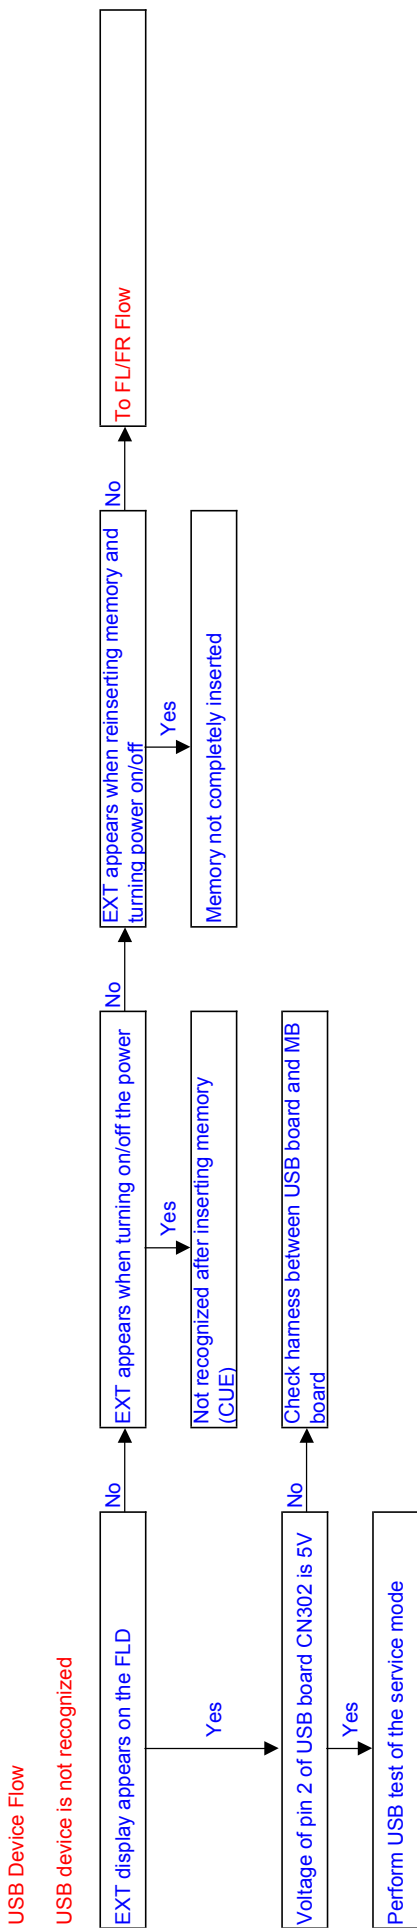 USB Device Flow
USB device is not recognized
EXT display appears on the FLD
No
EXT appears when turning on/off the power
No
EXT appears when reinserting memory and
turning power on/off
No
To FL/FR Flow
Yes
Yes
Yes
Not recognized after inserting memory
(CUE)
Memory not completely inserted
Voltage of pin 2 of USB board CN302 is 5V
No
Check harness between USB board and MB
board
Yes
Perform USB test of the service mode